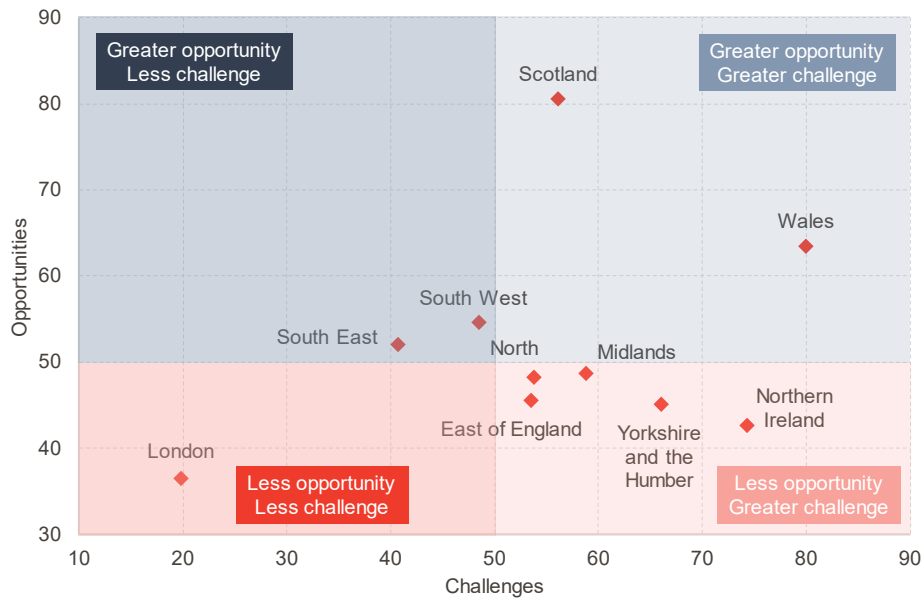 90
Greater opportunity
Less challenge
Greater opportunity
Greater challenge
Scotland
80
70
Wales
60
Opportunities
South West
South East
North
Midlands
50
Northern
Ireland
East of England
Yorkshire
and the
Humber
London
40
Less opportunity
Less challenge
Less opportunity
Greater challenge
30
10
20
30
40
50
60
70
80
90
Challenges